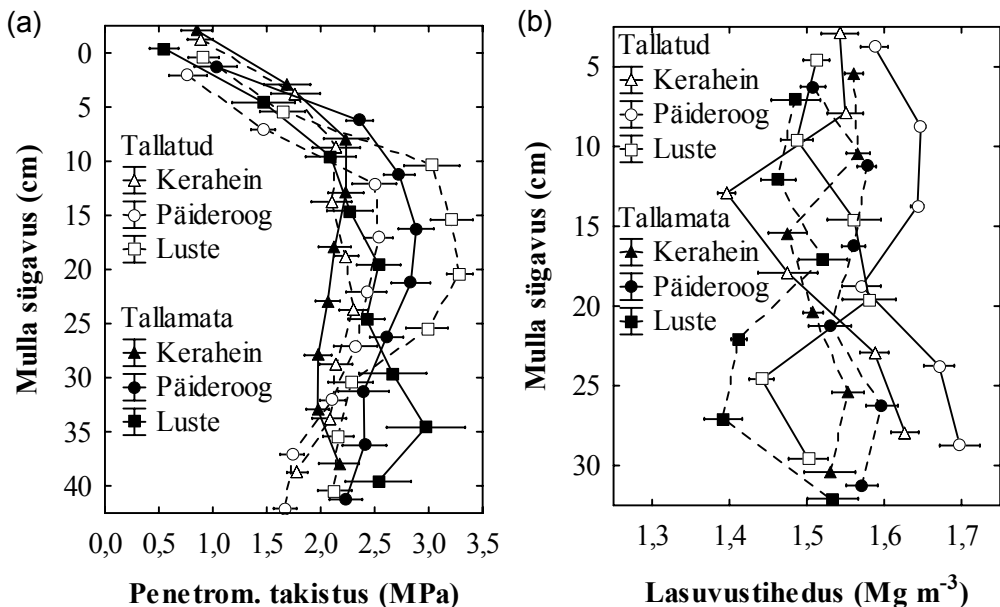 (a)
Mulla sügavus (cm)
0
5
10
15
20
25
30
35
40
Tallatud
Kerahein
Päideroog
Luste
Tallamata
Kerahein
Päideroog
Luste
0,0 0,5 1,0 1,5 2,0 2,5 3,0 3,5
Penetrom. takistus (MPa)
(b)
Mulla sügavus (cm)
5
10
15
20
25
30
Tallatud
Kerahein
Päideroog
Luste
Tallamata
Kerahein
Päideroog
Luste
1,3 1,4 1,5 1,6 1,7
Lasuvustihedus (Mg m⁻³)